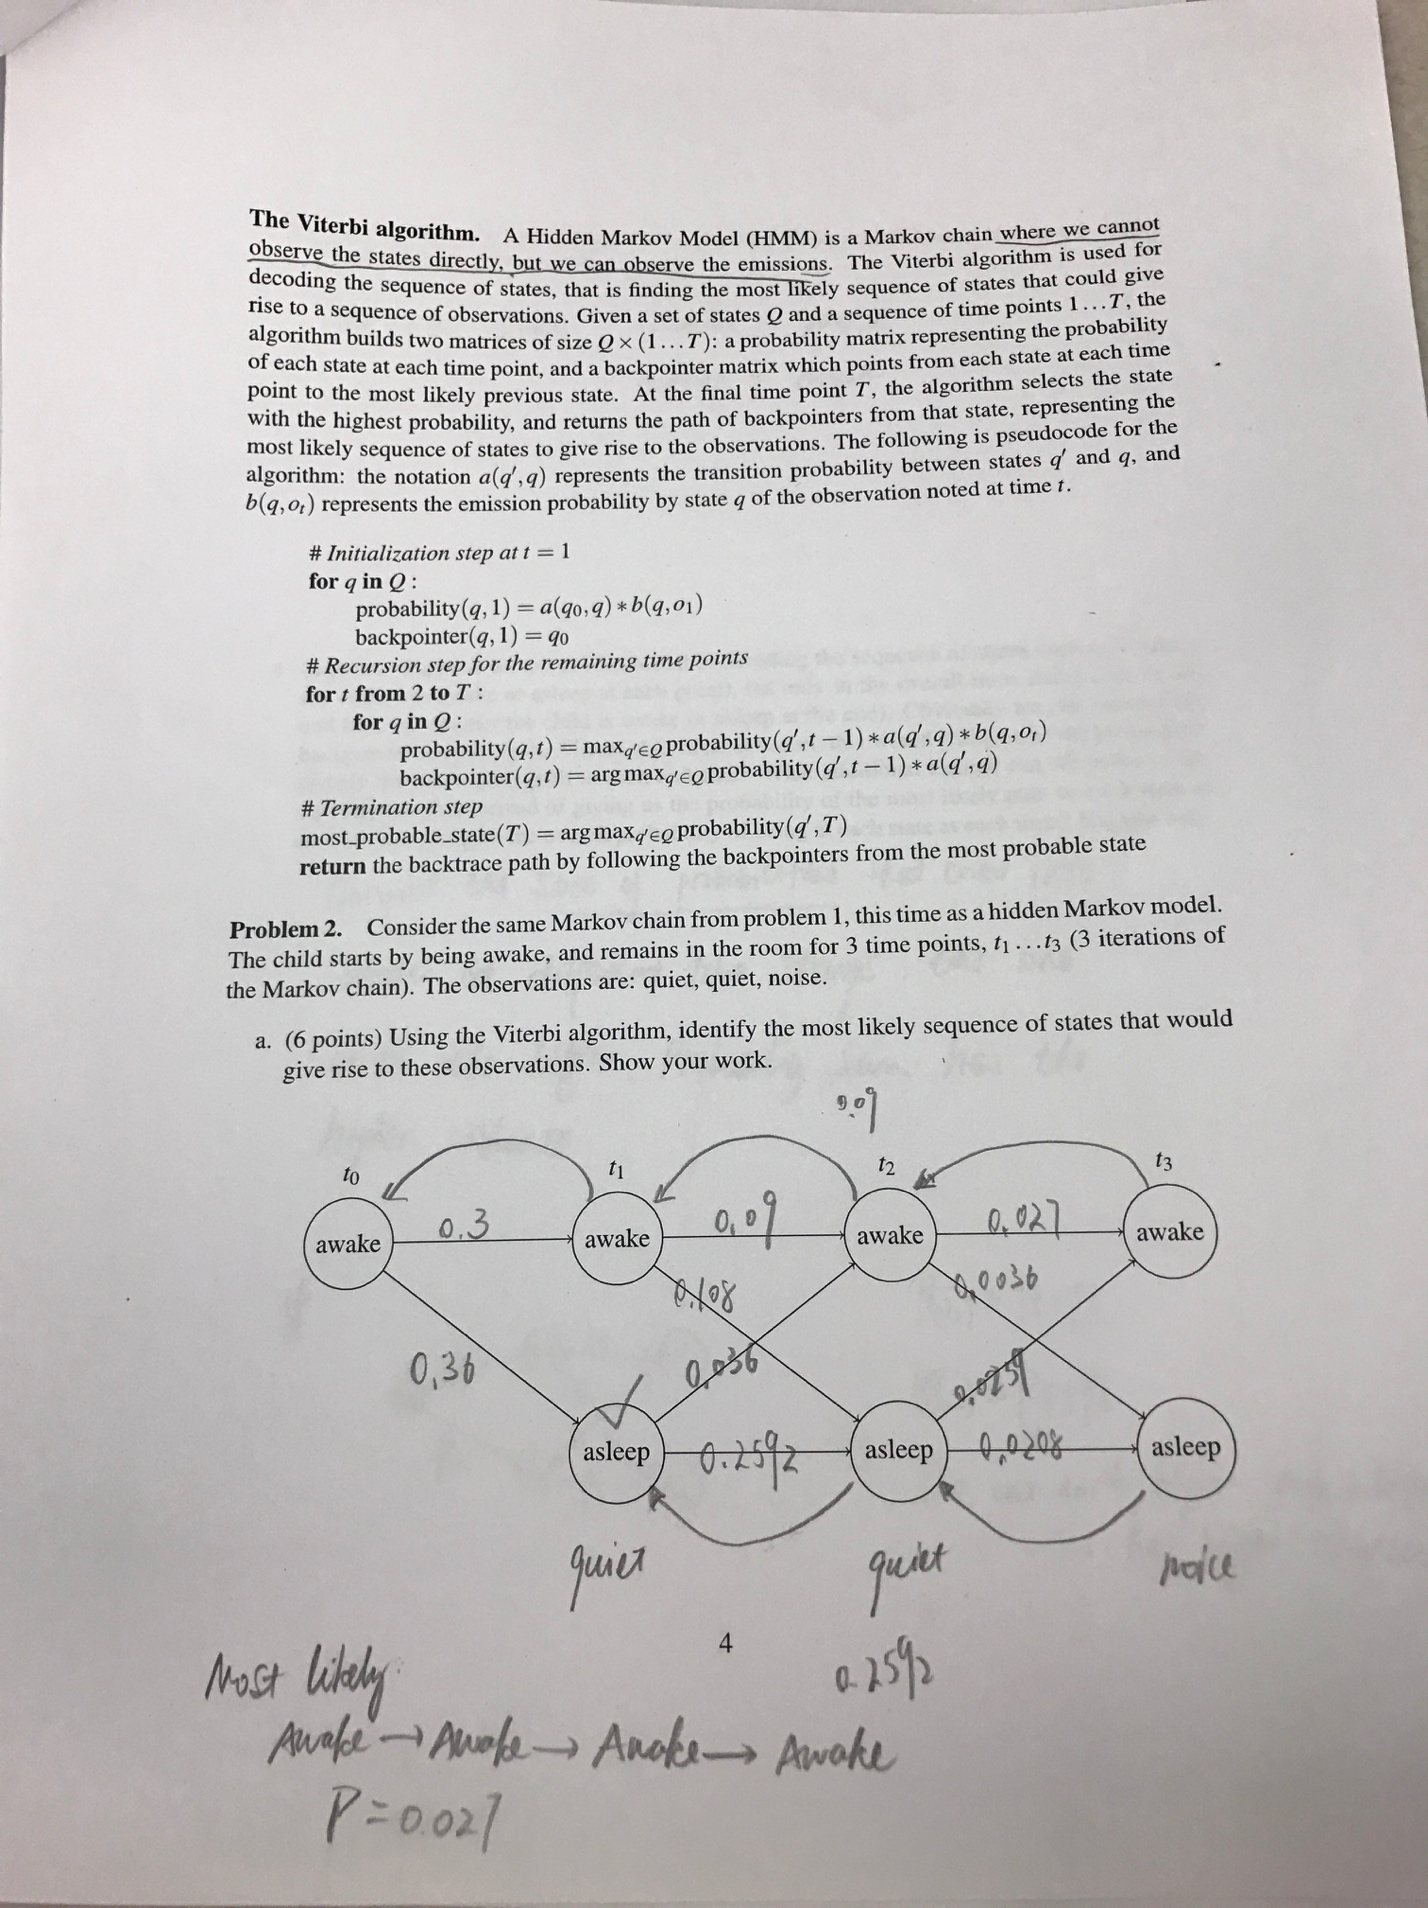 The Viterbi algorithm. A Hidden Markov Model (HMM) is a Markov chain where we cannot
observe the states directly, but we can observe the emissions. The Viterbi algorithm is used for
decoding the sequence of states, that is finding the most likely sequence of states that could give
rise to a sequence of observations. Given a set of states Q and a sequence of time points 1...T, the
algorithm builds two matrices of size Q × (1...T): a probability matrix representing the probability
of each state at each time point, and a backpointer matrix which points from each state at each time
point to the most likely previous state. At the final time point T, the algorithm selects the state
with the highest probability, and returns the path of backpointers from that state, representing the
most likely sequence of states to give rise to the observations. The following is pseudocode for the
algorithm: the notation a(q′,q) represents the transition probability between states q′ and q, and
b(q,oₜ) represents the emission probability by state q of the observation noted at time t.
# Initialization step at t = 1
for q in Q :
probability(q,1) = a(q₀,q) * b(q,o₁)
backpointer(q,1) = q₀
# Recursion step for the remaining time points
for t from 2 to T :
for q in Q :
probability(q,t) = max_q′∈Q probability(q′,t − 1) * a(q′,q) * b(q,oₜ)
backpointer(q,t) = arg max_q′∈Q probability(q′,t − 1) * a(q′,q)
# Termination step
most_probable_state(T) = arg max_q′∈Q probability(q′,T)
return the backtrace path by following the backpointers from the most probable state
Problem 2. Consider the same Markov chain from problem 1, this time as a hidden Markov model.
The child starts by being awake, and remains in the room for 3 time points, t₁...t₃ (3 iterations of
the Markov chain). The observations are: quiet, quiet, noise.
a. (6 points) Using the Viterbi algorithm, identify the most likely sequence of states that would
give rise to these observations. Show your work.
0.09
t₀ t₁ t₂ t₃
awake 0.3 awake 0.09 awake 0.027 awake
0.108 0.0036
0.36 0.036 0.0259
asleep 0.2592 asleep 0.0208 asleep
quiet quiet noice
4
Most likely: 0.2592
Awake → Awake → Awake → Awake
P = 0.027